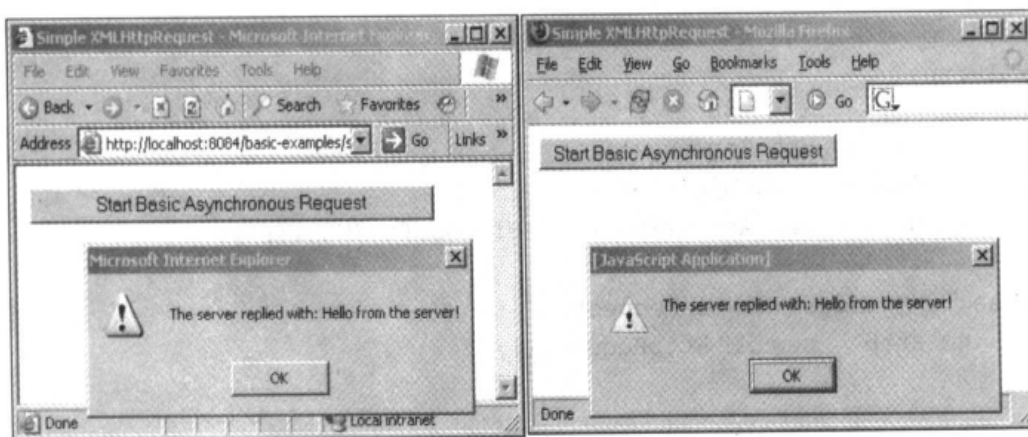 Simple XMLHttpRequest - Microsoft Internet Explorer
File Edit View Favorites Tools Help
Back Search Favorites »
Address http://localhost:8084/basic-examples/s Go Links »
Start Basic Asynchronous Request
Microsoft Internet Explorer
The server replied with: Hello from the server!
OK
Done Local intranet
Simple XMLHttpRequest - Mozilla Firefox
File Edit View Go Bookmarks Tools Help
Go G
Start Basic Asynchronous Request
[JavaScript Application]
The server replied with: Hello from the server!
OK
Done